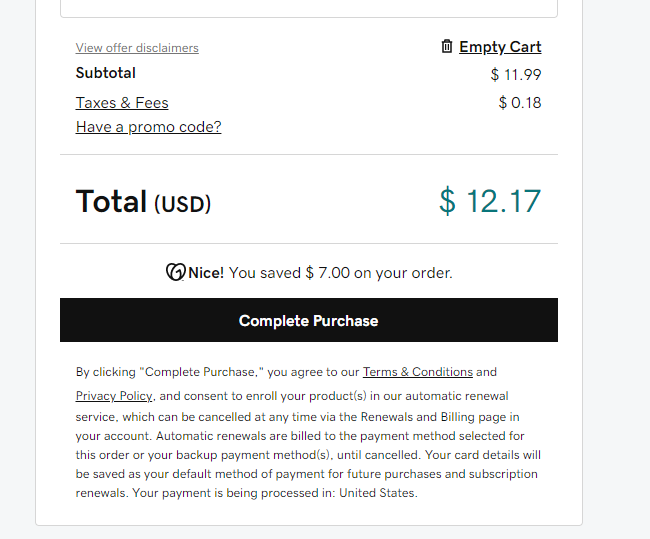 View offer disclaimers
Empty Cart
Subtotal
$ 11.99
Taxes & Fees
$ 0.18
Have a promo code?
Total (USD)
$ 12.17
Nice! You saved $ 7.00 on your order.
Complete Purchase
By clicking "Complete Purchase," you agree to our Terms & Conditions and
Privacy Policy, and consent to enroll your product(s) in our automatic renewal
service, which can be cancelled at any time via the Renewals and Billing page in
your account. Automatic renewals are billed to the payment method selected for
this order or your backup payment method(s), until cancelled. Your card details will
be saved as your default method of payment for future purchases and subscription
renewals. Your payment is being processed in: United States.